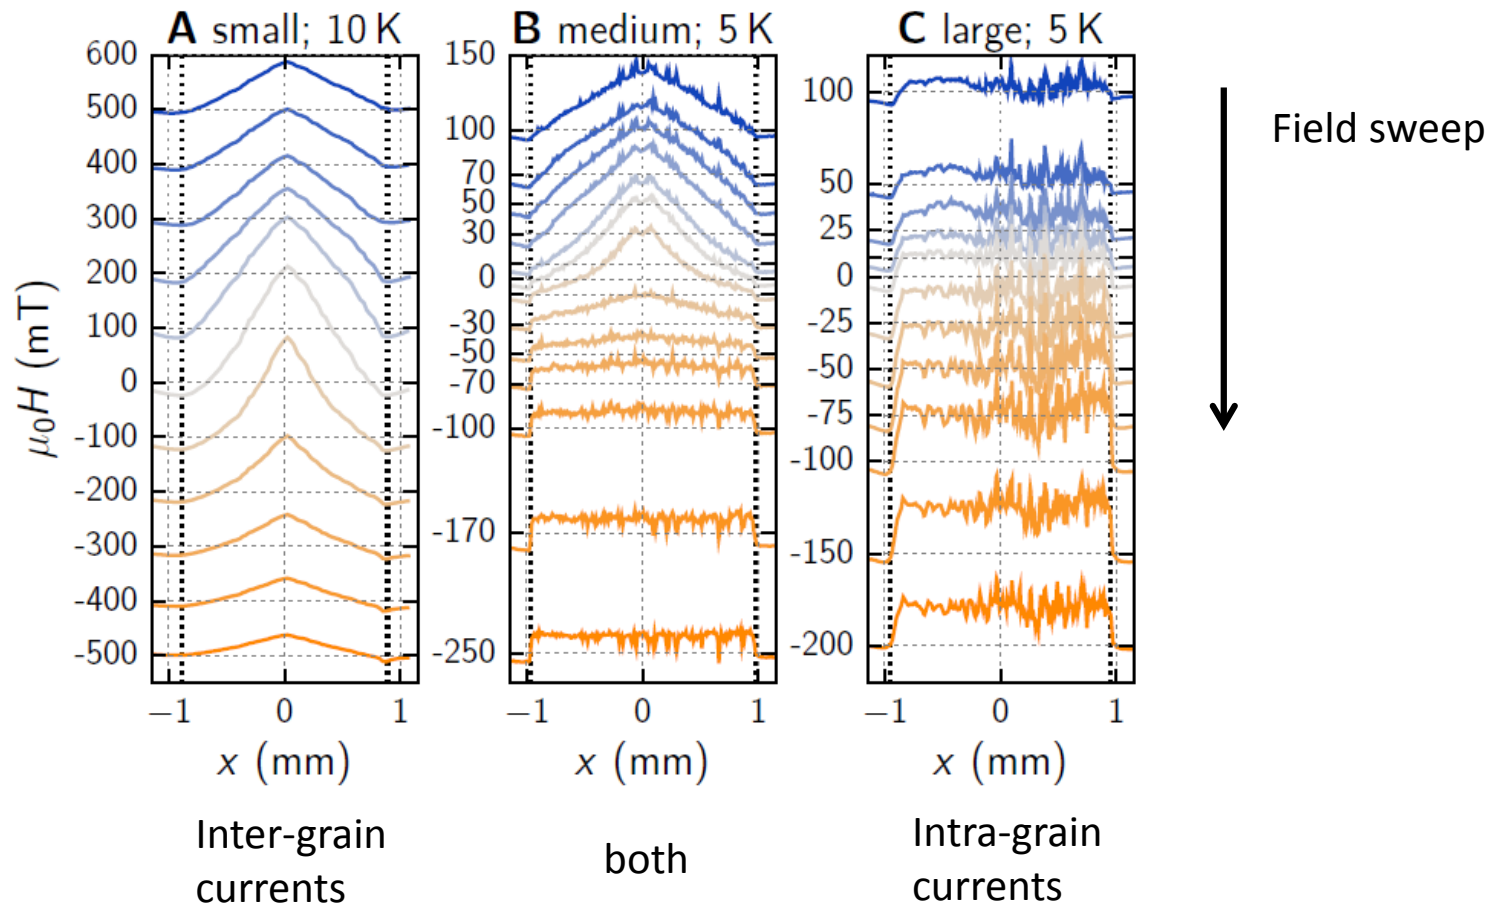 A small; 10 K
B medium; 5 K
C large; 5 K
600
500
400
300
200
100
0
-100
-200
-300
-400
-500
150
100
70
50
30
0
-30
-50
-70
-100
-170
-250
100
50
25
0
-25
-50
-75
-100
-150
-200
μ₀H (mT)
−1 0 1
−1 0 1
−1 0 1
x (mm)
x (mm)
x (mm)
Field sweep
Inter-grain
currents
both
Intra-grain
currents